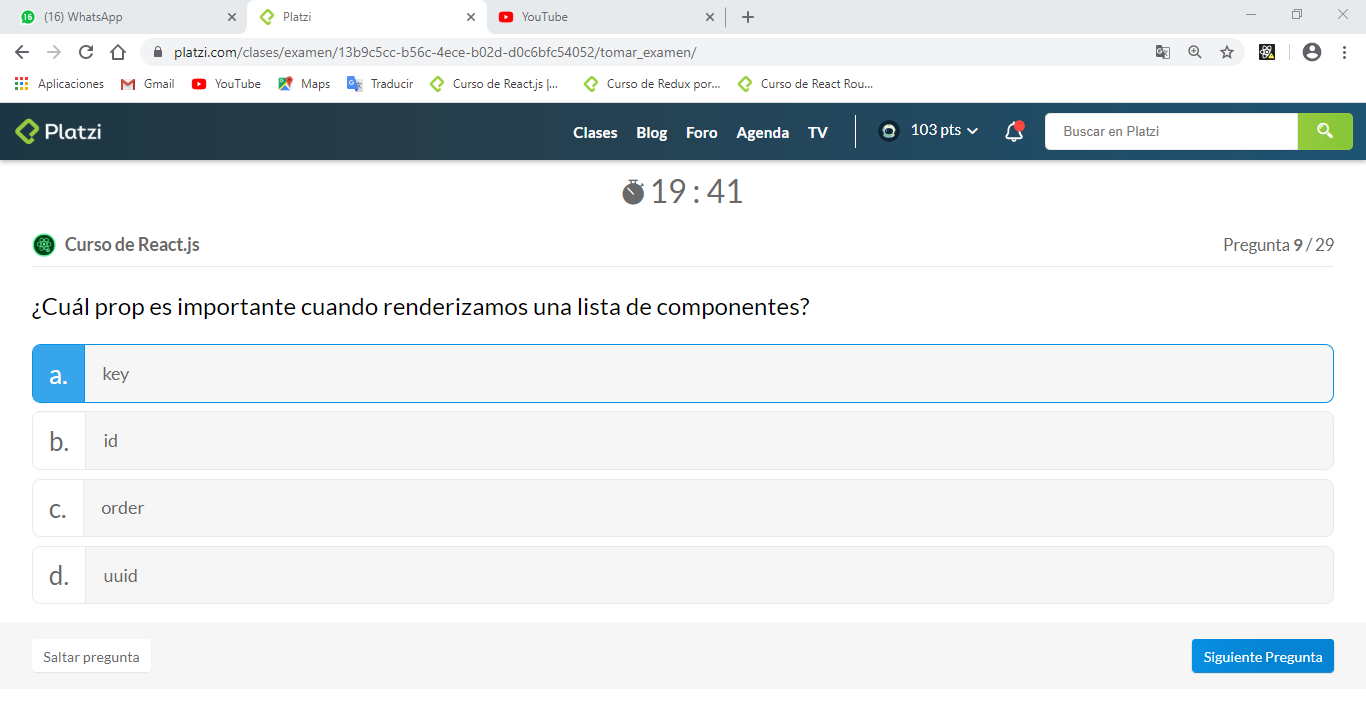 (16) WhatsApp
Platzi
YouTube
platzi.com/clases/examen/13b9c5cc-b56c-4ece-b02d-d0c6bfc54052/tomar_examen/
Aplicaciones
Gmail
YouTube
Maps
Traducir
Curso de React.js |...
Curso de Redux por...
Curso de React Rou...
Platzi
Clases
Blog
Foro
Agenda
TV
103 pts
Buscar en Platzi
19 : 41
Curso de React.js
Pregunta 9 / 29
¿Cuál prop es importante cuando renderizamos una lista de componentes?
a. key
b. id
c. order
d. uuid
Saltar pregunta
Siguiente Pregunta